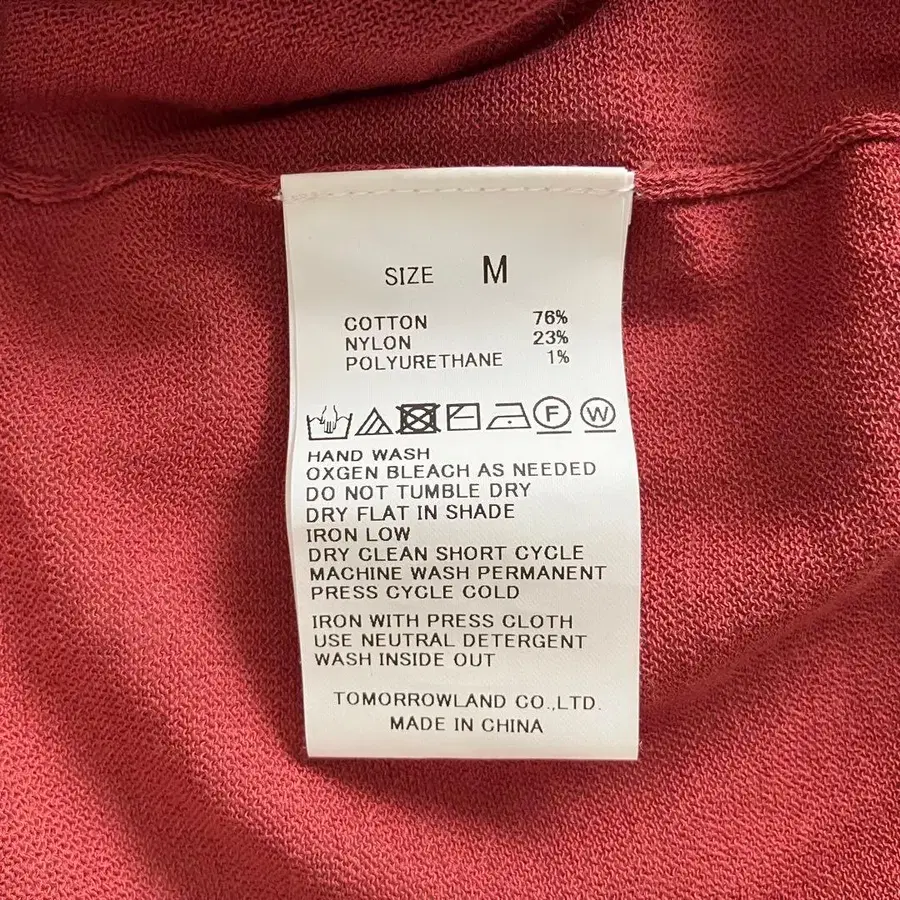 SIZE M
COTTON 76%
NYLON 23%
POLYURETHANE 1%
F W
HAND WASH
OXGEN BLEACH AS NEEDED
DO NOT TUMBLE DRY
DRY FLAT IN SHADE
IRON LOW
DRY CLEAN SHORT CYCLE
MACHINE WASH PERMANENT
PRESS CYCLE COLD
IRON WITH PRESS CLOTH
USE NEUTRAL DETERGENT
WASH INSIDE OUT
TOMORROWLAND CO.,LTD.
MADE IN CHINA